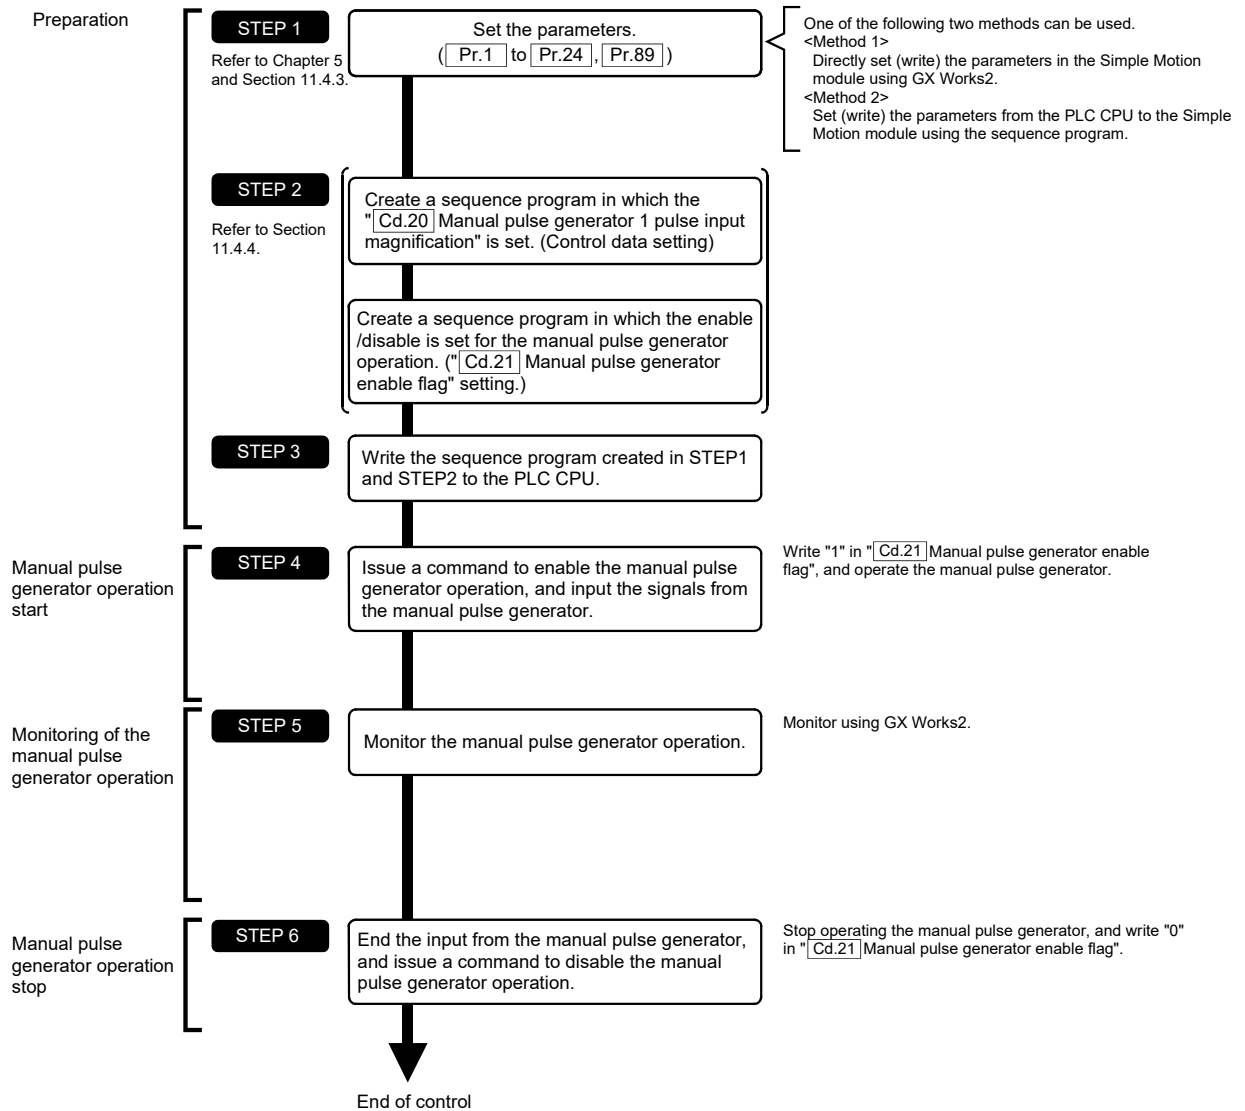 Preparation
STEP 1
Refer to Chapter 5
and Section 11.4.3.
Set the parameters.
( Pr.1 to Pr.24 , Pr.89 )
One of the following two methods can be used.
<Method 1>
Directly set (write) the parameters in the Simple Motion
module using GX Works2.
<Method 2>
Set (write) the parameters from the PLC CPU to the Simple
Motion module using the sequence program.
STEP 2
Refer to Section
11.4.4.
Create a sequence program in which the
" Cd.20 Manual pulse generator 1 pulse input
magnification" is set. (Control data setting)
Create a sequence program in which the enable
/disable is set for the manual pulse generator
operation. (" Cd.21 Manual pulse generator
enable flag" setting.)
STEP 3
Write the sequence program created in STEP1
and STEP2 to the PLC CPU.
Manual pulse
generator operation
start
STEP 4
Issue a command to enable the manual pulse
generator operation, and input the signals from
the manual pulse generator.
Write "1" in " Cd.21 Manual pulse generator enable
flag", and operate the manual pulse generator.
Monitoring of the
manual pulse
generator operation
STEP 5
Monitor the manual pulse generator operation.
Monitor using GX Works2.
Manual pulse
generator operation
stop
STEP 6
End the input from the manual pulse generator,
and issue a command to disable the manual
pulse generator operation.
Stop operating the manual pulse generator, and write "0"
in " Cd.21 Manual pulse generator enable flag".
End of control